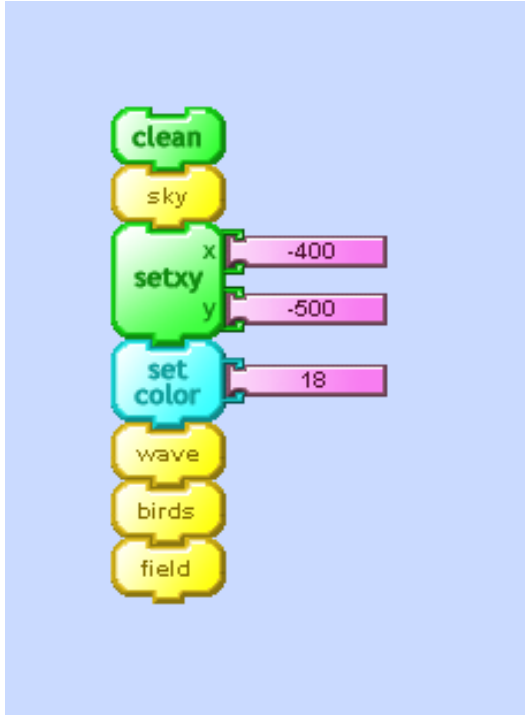 clean
sky
setxy x -400
y -500
set color 18
wave
birds
field